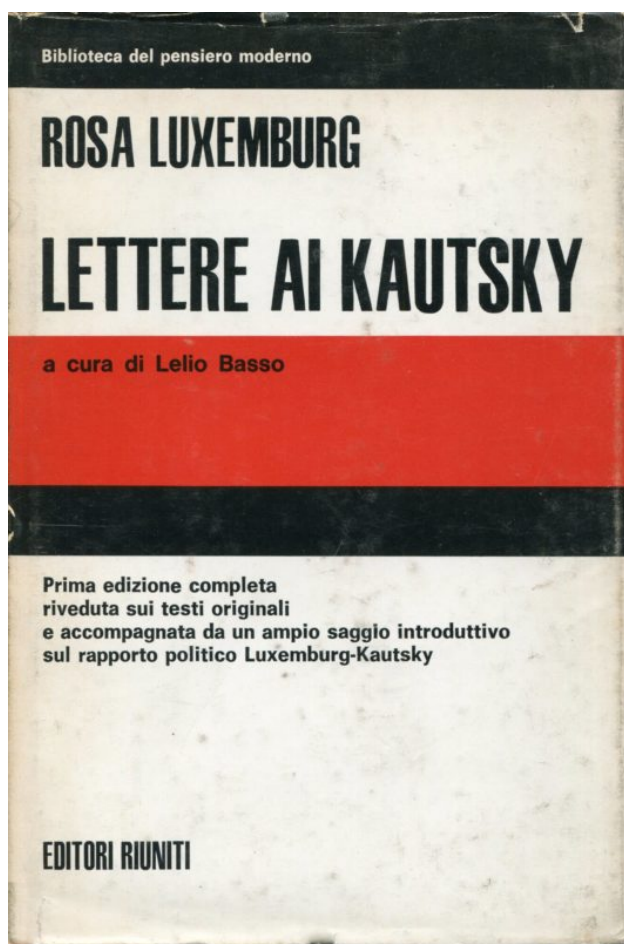 Biblioteca del pensiero moderno
ROSA LUXEMBURG
LETTERE AI KAUTSKY
a cura di Lelio Basso
Prima edizione completa
riveduta sui testi originali
e accompagnata da un ampio saggio introduttivo
sul rapporto politico Luxemburg-Kautsky
EDITORI RIUNITI